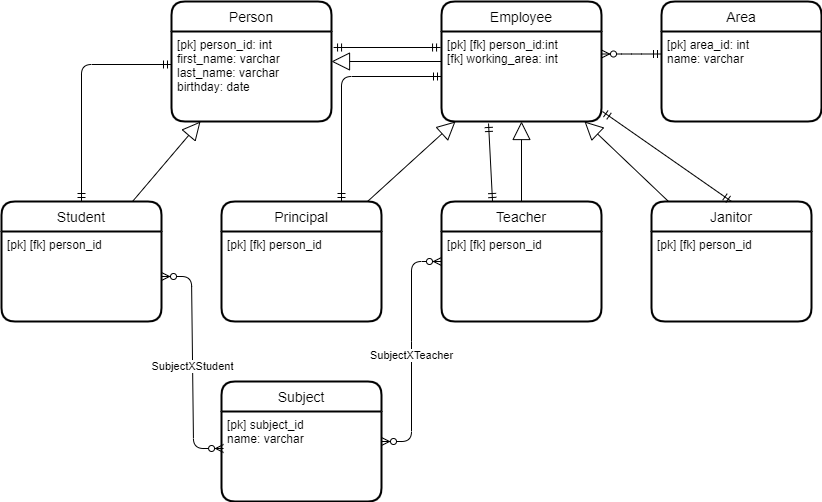 Person
[pk] person_id: int
first_name: varchar
last_name: varchar
birthday: date
Employee
[pk] [fk] person_id:int
[fk] working_area: int
Area
[pk] area_id: int
name: varchar
Student
[pk] [fk] person_id
Principal
[pk] [fk] person_id
Teacher
[pk] [fk] person_id
Janitor
[pk] [fk] person_id
SubjectXStudent
SubjectXTeacher
Subject
[pk] subject_id
name: varchar